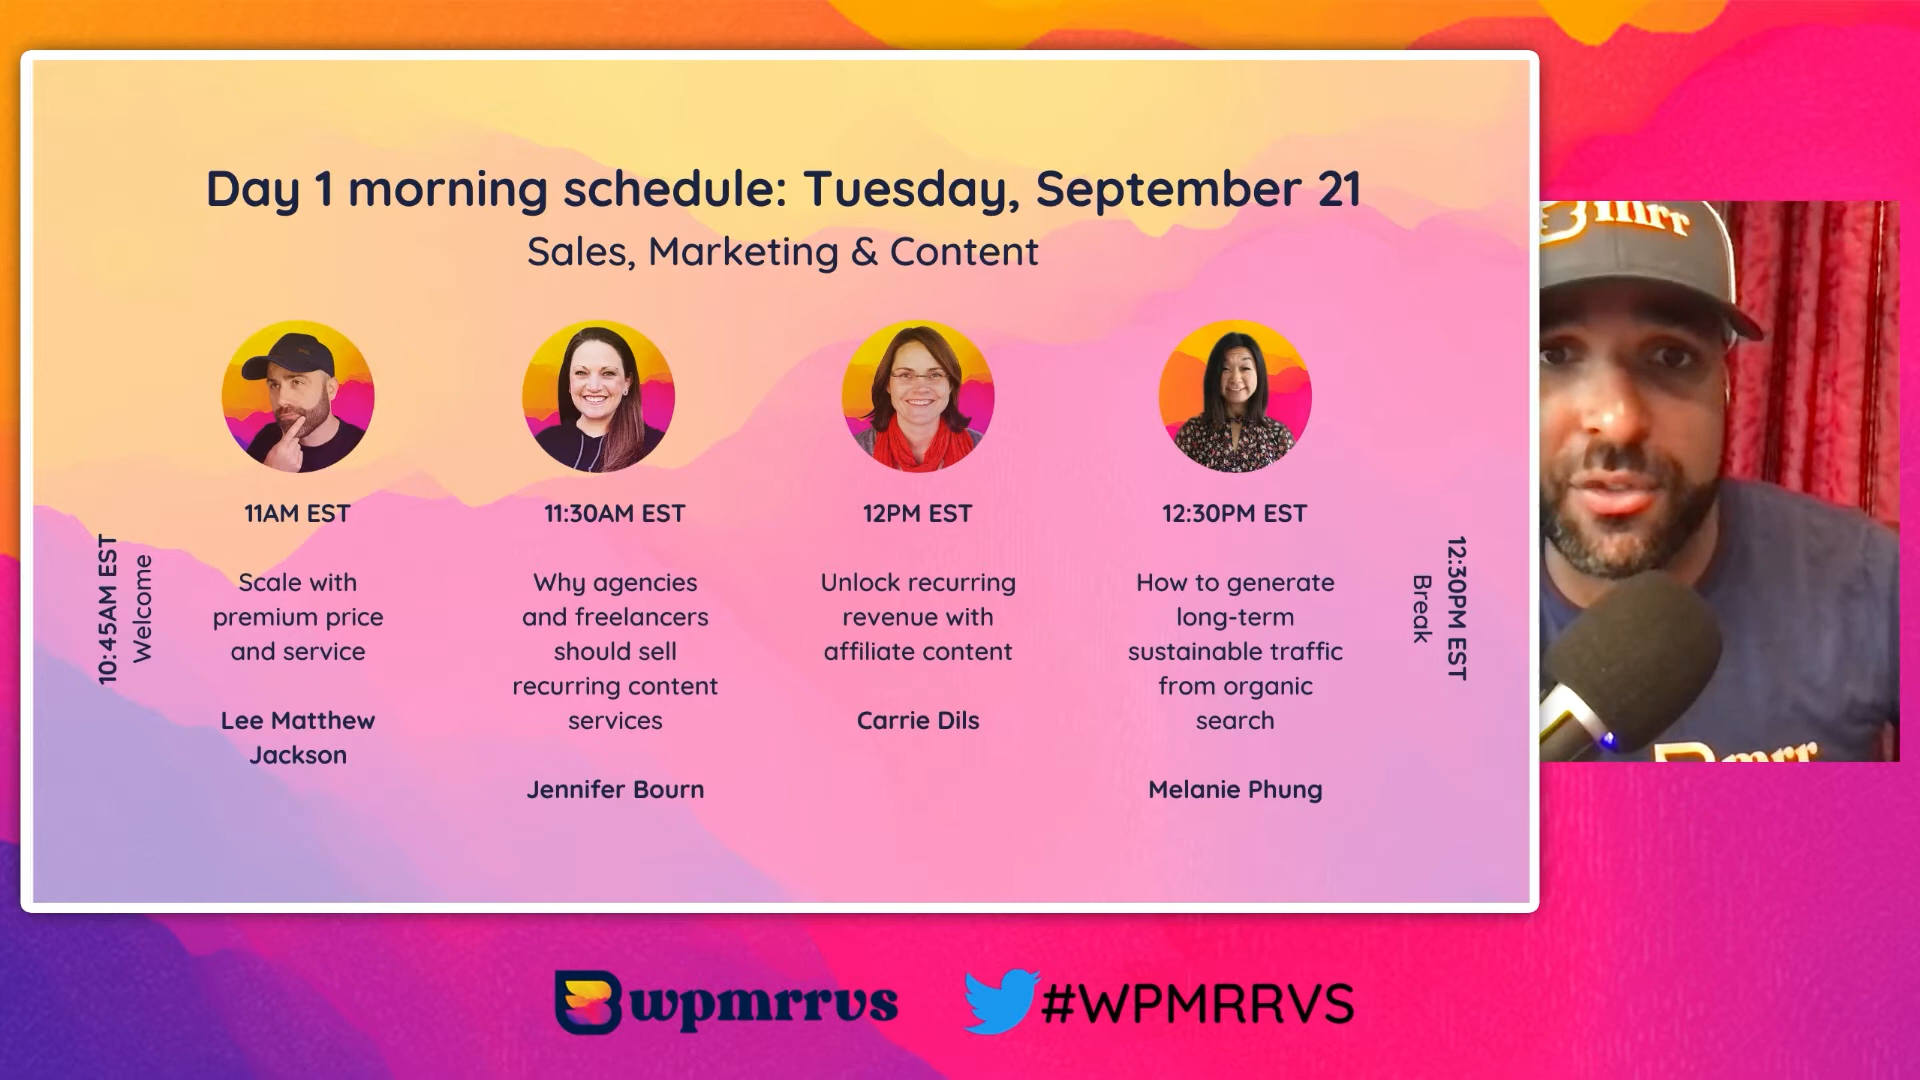 Day 1 morning schedule: Tuesday, September 21
Sales, Marketing & Content
10:45AM EST
Welcome
11AM EST
Scale with
premium price
and service
Lee Matthew
Jackson
11:30AM EST
Why agencies
and freelancers
should sell
recurring content
services
Jennifer Bourn
12PM EST
Unlock recurring
revenue with
affiliate content
Carrie Dils
12:30PM EST
How to generate
long-term
sustainable traffic
from organic
search
Melanie Phung
12:30PM EST
Break
mrr
mrr
wpmrrvs
#WPMRRVS